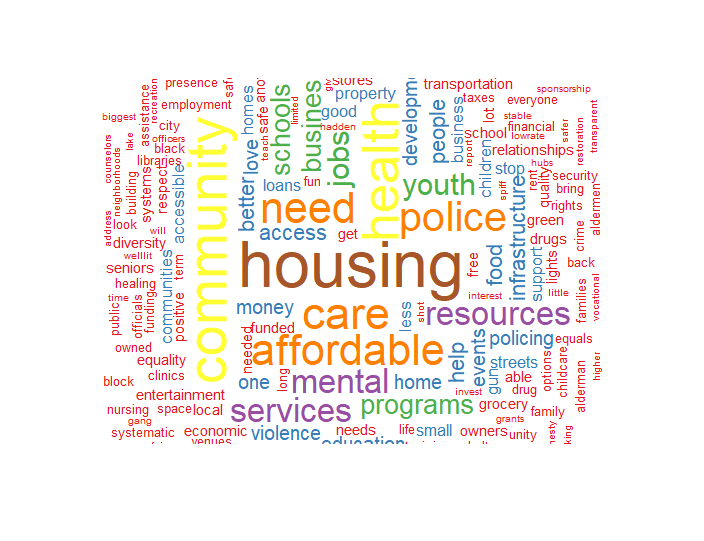 presence
safe
stores
transportation
sponsorship
biggest
employment
assistance
recreation
homes
love
schools
teach
safe
limited
busines
property
good
hadden
jobs
health
developm
people
business
taxes
lot
everyone
stable
lowrate
financial
school
report
relationships
safer
restoration
transparent
counselors
neighborhoods
lake
building
city
officers
black
libraries
systems
respect
accessible
community
better
loans
fun
youth
children
stop
spiff
rent
hubs
quality
security
bring
rights
aldermen
address
look
will
welllit
diversity
need
access
get
police
infrastructure
green
drugs
crime
seniors
healing
communities
term
positive
housing
free
food
support
lights
back
interest
little
families
vocational
public
time
officials
funding
money
care
less
shot
resources
owned
equality
needed
funded
affordable
help
events
policing
equals
streets
options
childcare
higher
block
clinics
one
long
mental
home
gun
able
drug
invest
alderman
entertainment
nursing
space
local
services
programs
grocery
family
gang
grants
systematic
economic
violence
needs
life
small
owners
unity
venues
education